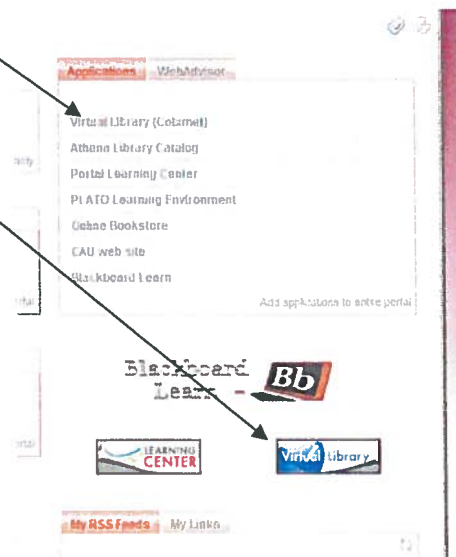 Applications WebAdvisor
Virtual Library (Cotamet)
Athena Library Catalog
Portal Learning Center
PLATO Learning Environment
Online Bookstore
CAU web site
Blackboard Learn
Add applications to entire portal
Blackboard
Learn - Bb
LEARNING
CENTER
Virtual Library
My RSS Feeds My Links